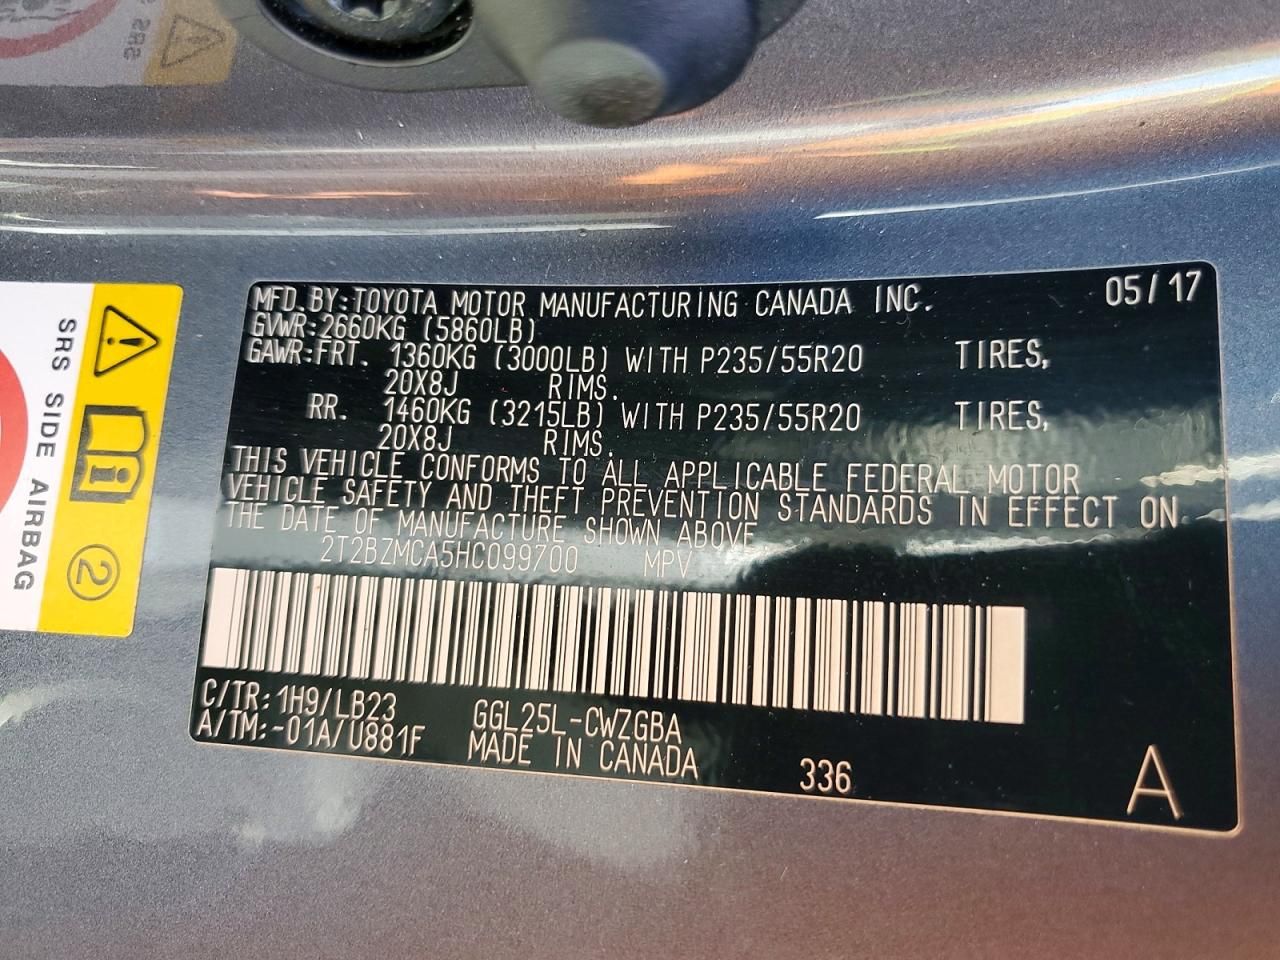 MFD.BY:TOYOTA MOTOR MANUFACTURING CANADA INC. 05/17
GVWR:2660KG (5860LB)
GAWR:FRT. 1360KG (3000LB) WITH P235/55R20 TIRES,
20X8J RIMS.
RR. 1460KG (3215LB) WITH P235/55R20 TIRES,
20X8J RIMS.
THIS VEHICLE CONFORMS TO ALL APPLICABLE FEDERAL MOTOR
VEHICLE SAFETY AND THEFT PREVENTION STANDARDS IN EFFECT ON
THE DATE OF MANUFACTURE SHOWN ABOVE.
2T2BZMCA5HC099700 MPV
C/TR:1H9/LB23 GGL25L-CWZGBA
A/TM:-01A/U881F MADE IN CANADA 336 A
SRS SIDE AIRBAG
2
SRS